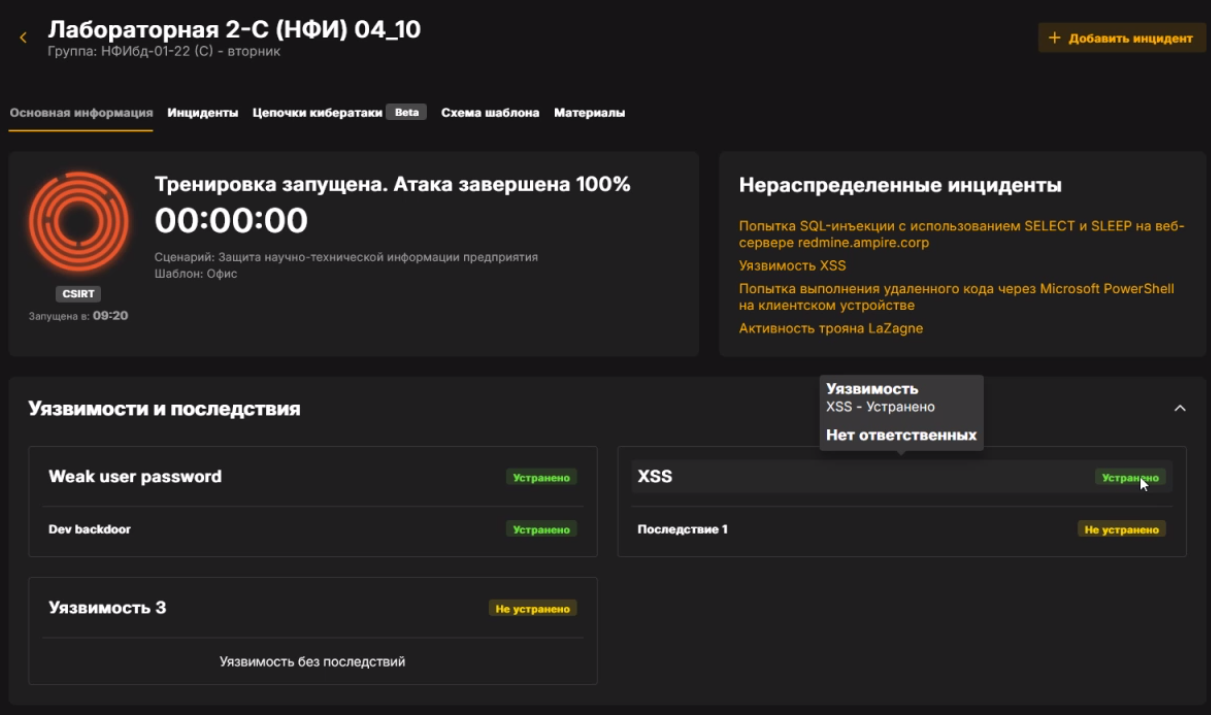 Лабораторная 2-С (НФИ) 04_10
Группа: НФИбд-01-22 (С) - вторник
+ Добавить инцидент
Основная информация Инциденты Цепочки кибератаки Beta Схема шаблона Материалы
Тренировка запущена. Атака завершена 100%
00:00:00
Сценарий: Защита научно-технической информации предприятия
Шаблон: Офис
CSIRT
Запущена в: 09:20
Нераспределенные инциденты
Попытка SQL-инъекции с использованием SELECT и SLEEP на веб-
сервере redmine.ampire.corp
Уязвимость XSS
Попытка выполнения удаленного кода через Microsoft PowerShell
на клиентском устройстве
Активность трояна LaZagne
Уязвимости и последствия
Уязвимость
XSS - Устранено
Нет ответственных
Weak user password Устранено
Dev backdoor Устранено
XSS Устранено
Последствие 1 Не устранено
Уязвимость 3 Не устранено
Уязвимость без последствий